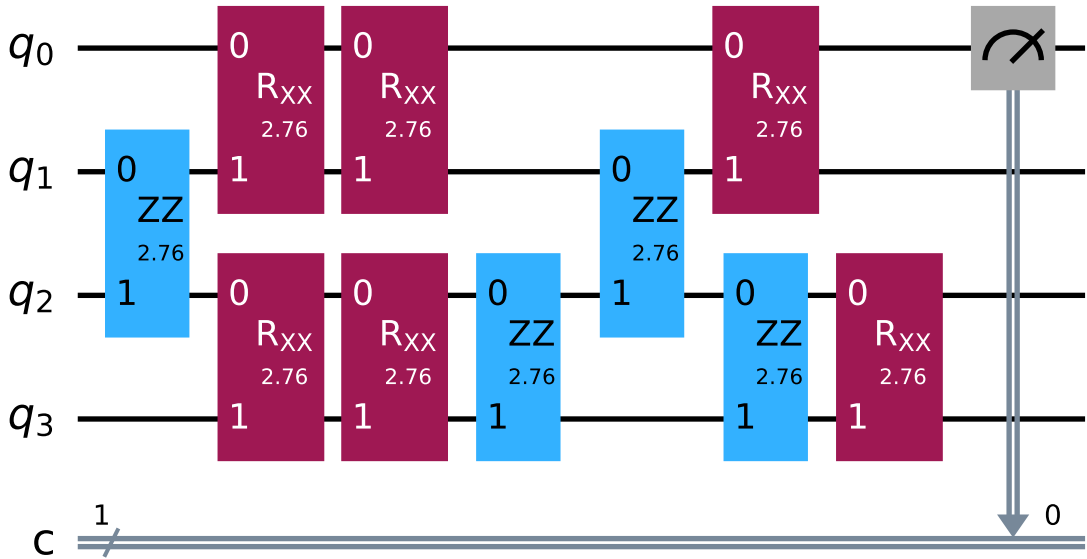 q0 0 0 0
RXX RXX RXX
2.76 2.76 2.76
q1 0 1 1 0 1
ZZ ZZ
2.76 2.76
q2 1 0 0 0 1 0 0
RXX RXX ZZ ZZ RXX
2.76 2.76 2.76 2.76 2.76
q3 1 1 1 1 1
1 0
c